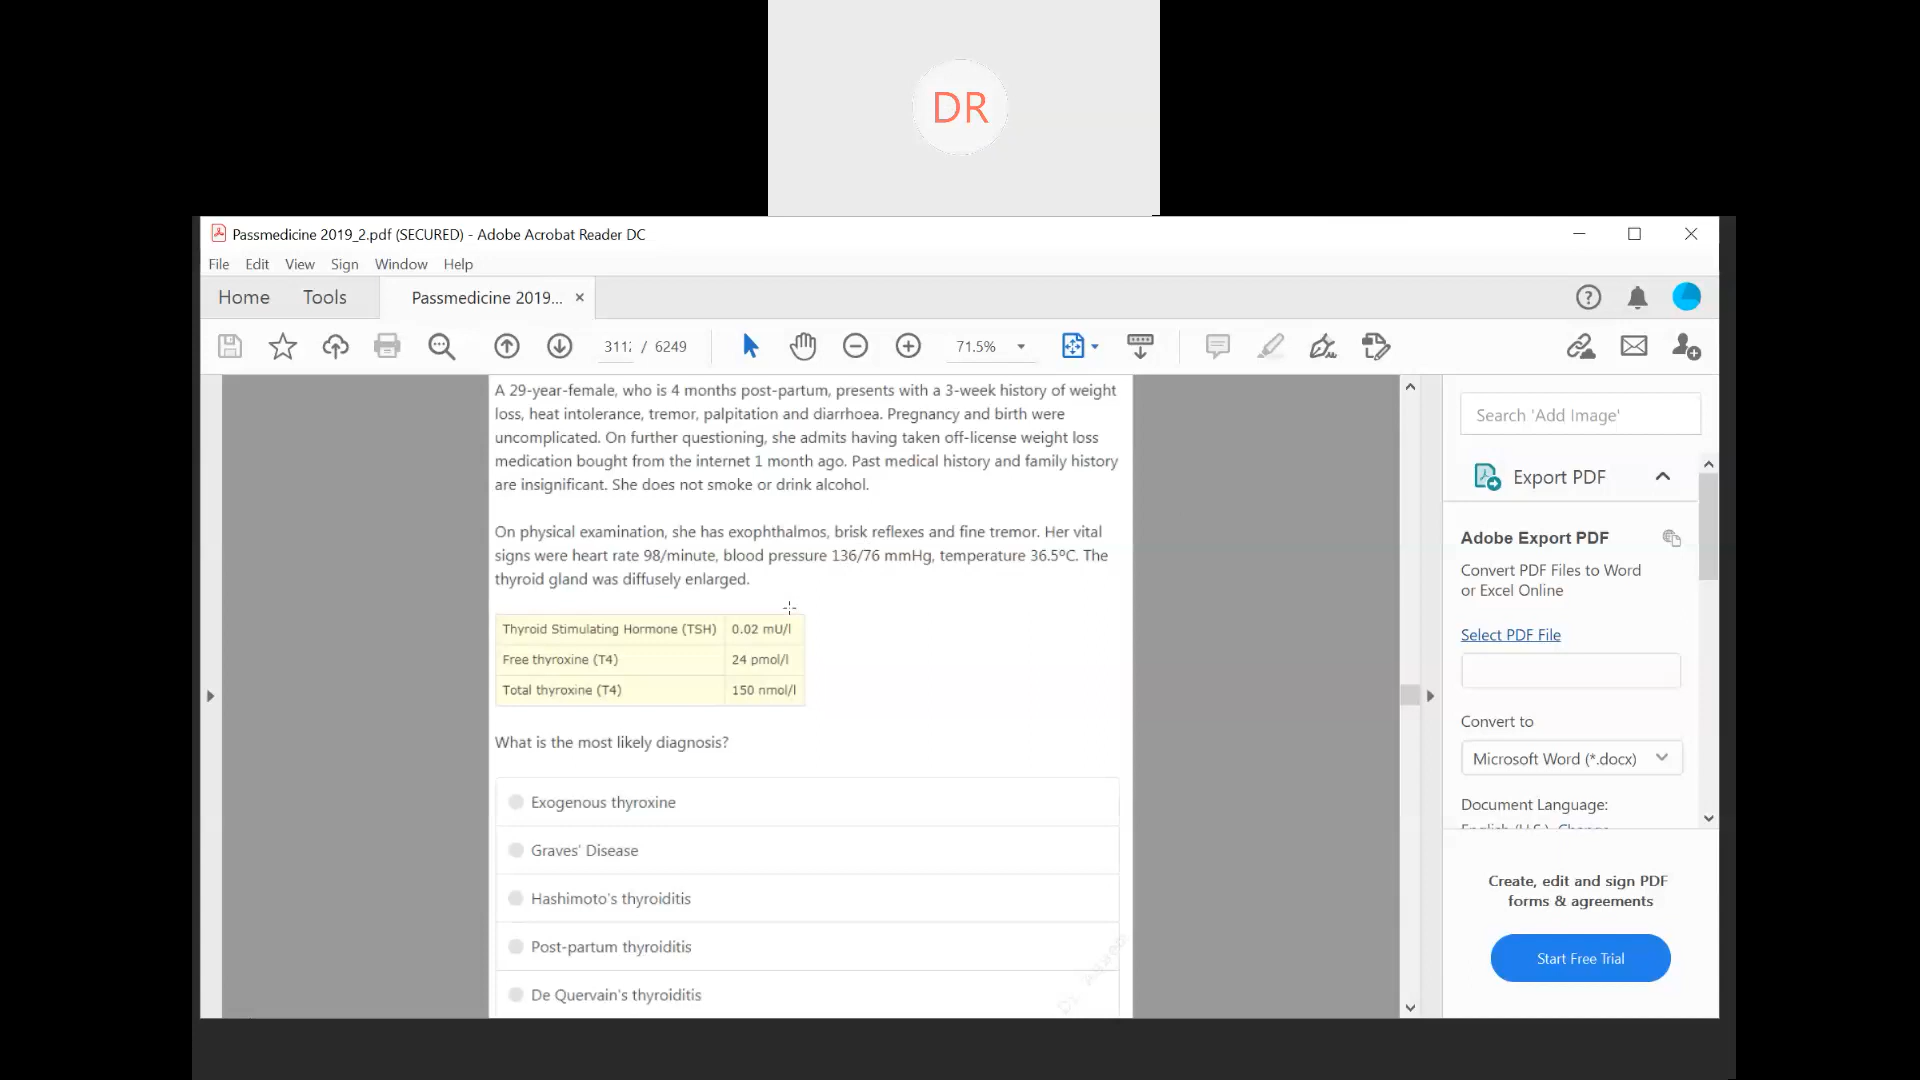 DR
Passmedicine 2019_2.pdf (SECURED) - Adobe Acrobat Reader DC
File Edit View Sign Window Help
Home Tools Passmedicine 2019... ×
/ 6249 71.5%
A 29-year-female, who is 4 months post-partum, presents with a 3-week history of weight
loss, heat intolerance, tremor, palpitation and diarrhoea. Pregnancy and birth were
uncomplicated. On further questioning, she admits having taken off-license weight loss
medication bought from the internet 1 month ago. Past medical history and family history
are insignificant. She does not smoke or drink alcohol.
On physical examination, she has exophthalmos, brisk reflexes and fine tremor. Her vital
signs were heart rate 98/minute, blood pressure 136/76 mmHg, temperature 36.5ºC. The
thyroid gland was diffusely enlarged.
Thyroid Stimulating Hormone (TSH) 0.02 mU/l
Free thyroxine (T4) 24 pmol/l
Total thyroxine (T4) 150 nmol/l
What is the most likely diagnosis?
Exogenous thyroxine
Graves' Disease
Hashimoto's thyroiditis
Post-partum thyroiditis
De Quervain's thyroiditis
Search 'Add Image'
Export PDF
Adobe Export PDF
Convert PDF Files to Word
or Excel Online
Select PDF File
Convert to
Microsoft Word (*.docx)
Document Language:
English (U.S.) Change
Create, edit and sign PDF
forms & agreements
Start Free Trial